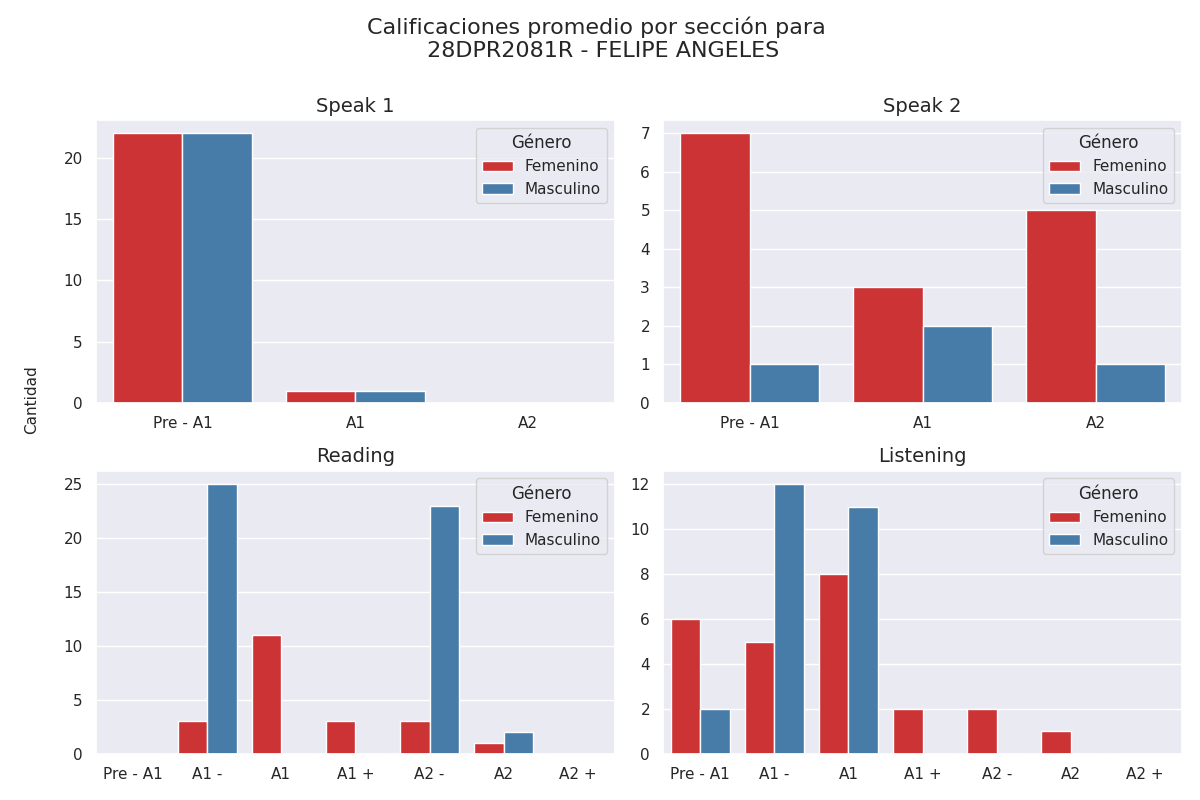 Calificaciones promedio por sección para
28DPR2081R - FELIPE ANGELES
Cantidad
Speak 1
20
15
10
5
0
Pre - A1 A1 A2
Género
Femenino
Masculino
Speak 2
7
6
5
4
3
2
1
0
Pre - A1 A1 A2
Género
Femenino
Masculino
Reading
25
20
15
10
5
0
Pre - A1 A1 - A1 A1 + A2 - A2 A2 +
Género
Femenino
Masculino
Listening
12
10
8
6
4
2
0
Pre - A1 A1 - A1 A1 + A2 - A2 A2 +
Género
Femenino
Masculino